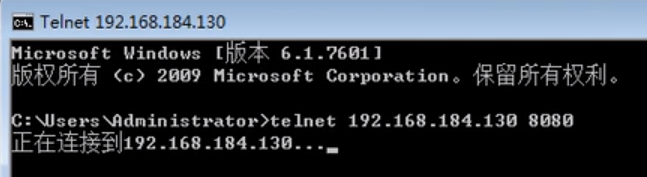 Telnet 192.168.184.130
Microsoft Windows [版本 6.1.7601]
版权所有 (c) 2009 Microsoft Corporation。保留所有权利。
C:\Users\Administrator>telnet 192.168.184.130 8080
正在连接到192.168.184.130..._